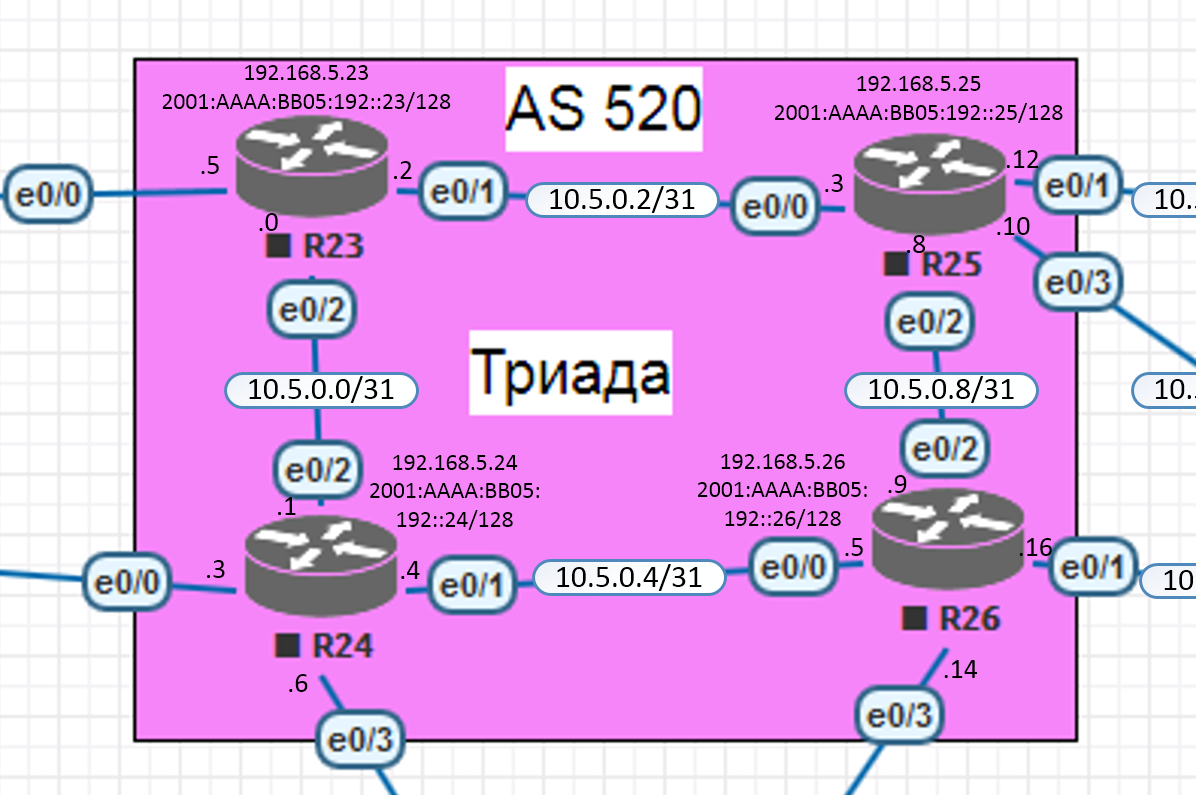 192.168.5.23
2001:AAAA:BB05:192::23/128
AS 520
192.168.5.25
2001:AAAA:BB05:192::25/128
e0/0
.5
.2
e0/1
10.5.0.2/31
e0/0
.3
.12
e0/1
10..
.0
R23
.8
R25
.10
e0/3
e0/2
e0/2
Триада
10.5.0.0/31
10.5.0.8/31
10..
e0/2
e0/2
192.168.5.24
2001:AAAA:BB05:
192::24/128
192.168.5.26
2001:AAAA:BB05:
192::26/128
.1
.9
e0/0
.3
.4
e0/1
10.5.0.4/31
e0/0
.5
.16
e0/1
10
R24
R26
.6
.14
e0/3
e0/3